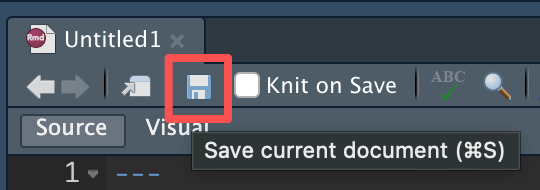 Rmd Untitled1
Knit on Save ABC
Source Visual
Save current document (⌘S)
1 ---